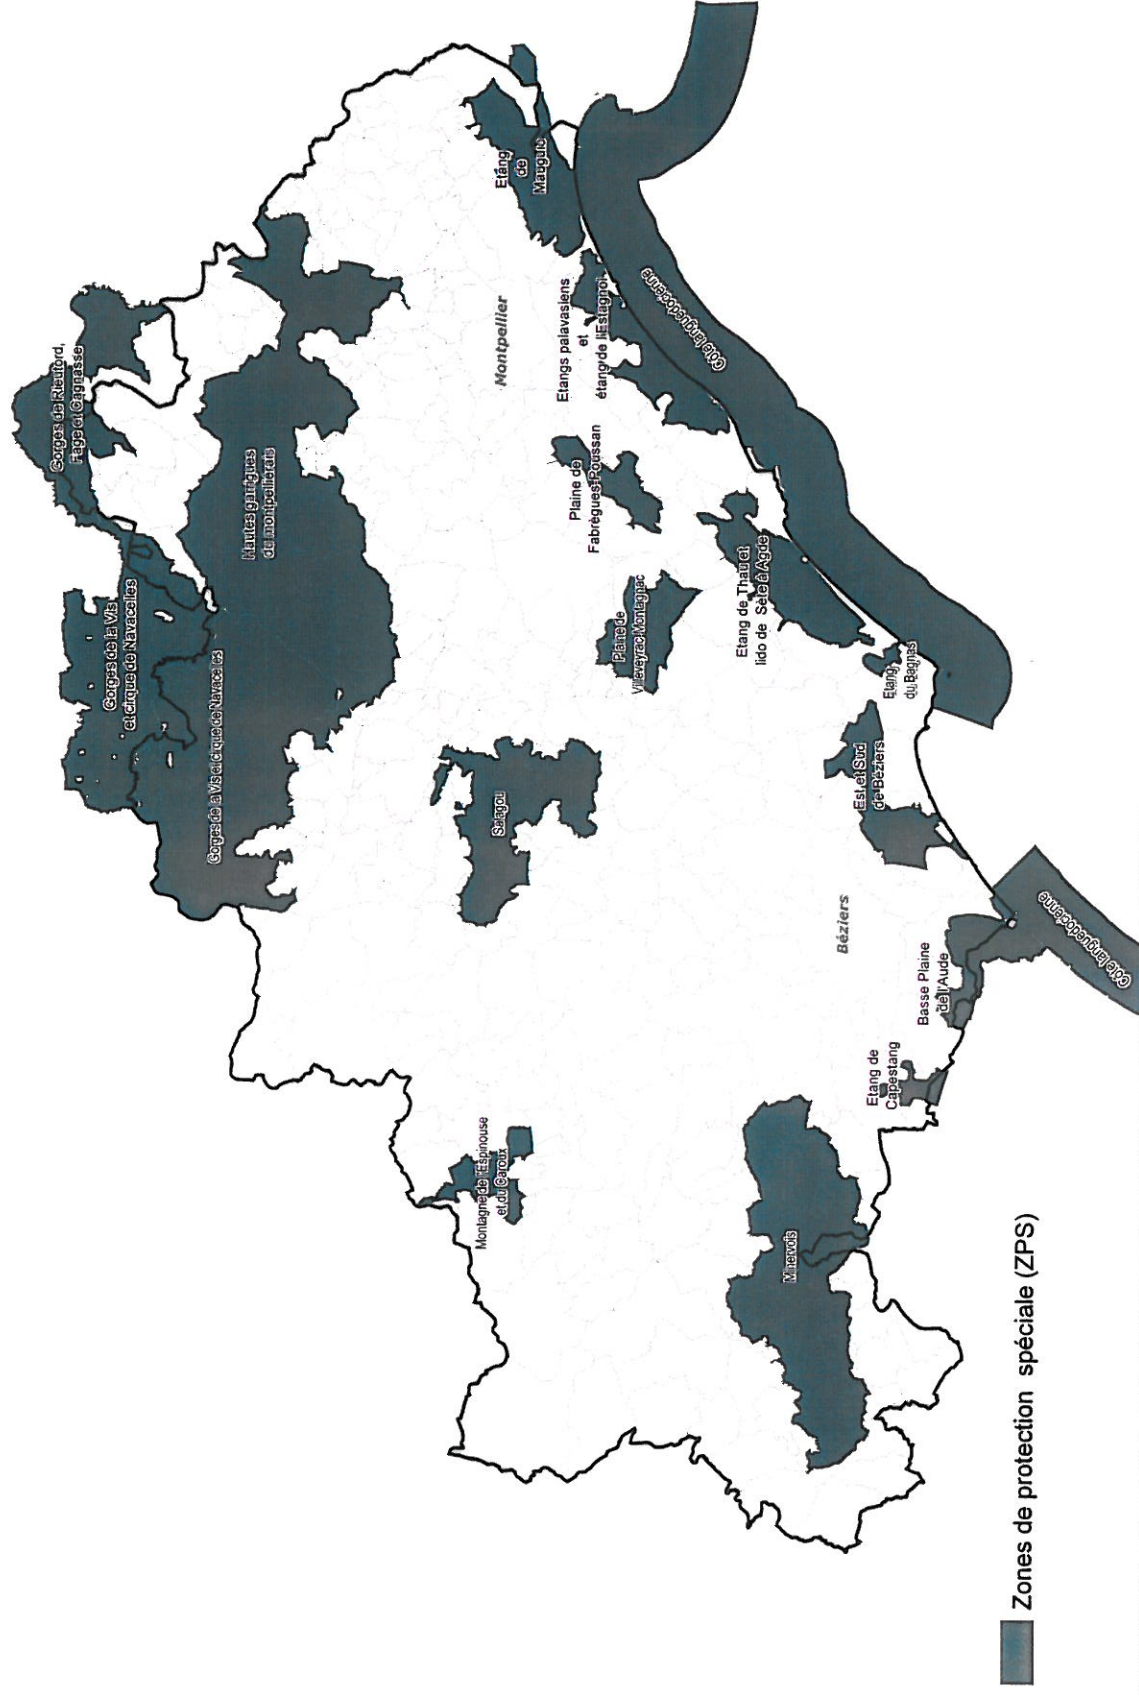 Gorges de Rieutord,
Fage et Cagnasse
Gorges de la Vis
et cirque de Navacelles
Gorges de la Vis et cirque de Navacelles
Hautes garrigues
du montpelliérais
Etang
de
Mauguio
Montpellier
Etangs palavasiens
et
étang de l'Estagnol
Côte languedocienne
Plaine de
Fabrègues-Poussan
Plaine de
Villeveyrac-Montagnac
Salagou
Etang de Thau et
lido de Sète à Agde
Etang
du Bagnas
Est et Sud
de Béziers
Béziers
Montagne de l'Espinouse
et du Caroux
Basse Plaine
de l'Aude
Côte languedocienne
Etang de
Capestang
Minervois
Zones de protection spéciale (ZPS)